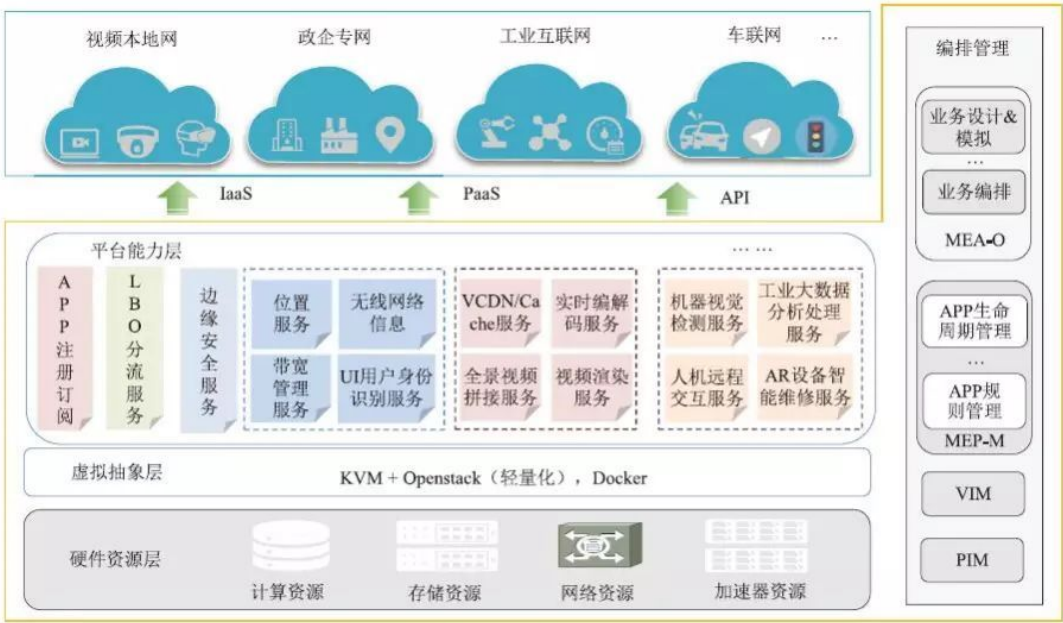 视频本地网
政企专网
工业互联网
车联网
…
IaaS
PaaS
API
平台能力层
… …
A
P
P
注
册
订
阅
L
B
O
分
流
服
务
边
缘
安
全
服
务
位置
服务
无线网络
信息
带宽
管理
服务
UI用户身份
识别服务
VCDN/Ca
che服务
实时编解
码服务
全景视频
拼接服务
视频渲染
服务
机器视觉
检测服务
工业大数据
分析处理
服务
人机远程
交互服务
AR设备智
能维修服务
虚拟抽象层
KVM + Openstack（轻量化），Docker
硬件资源层
计算资源
存储资源
网络资源
加速器资源
编排管理
业务设计&
模拟
…
业务编排
MEA-O
APP生命
周期管理
…
APP规
则管理
MEP-M
VIM
PIM